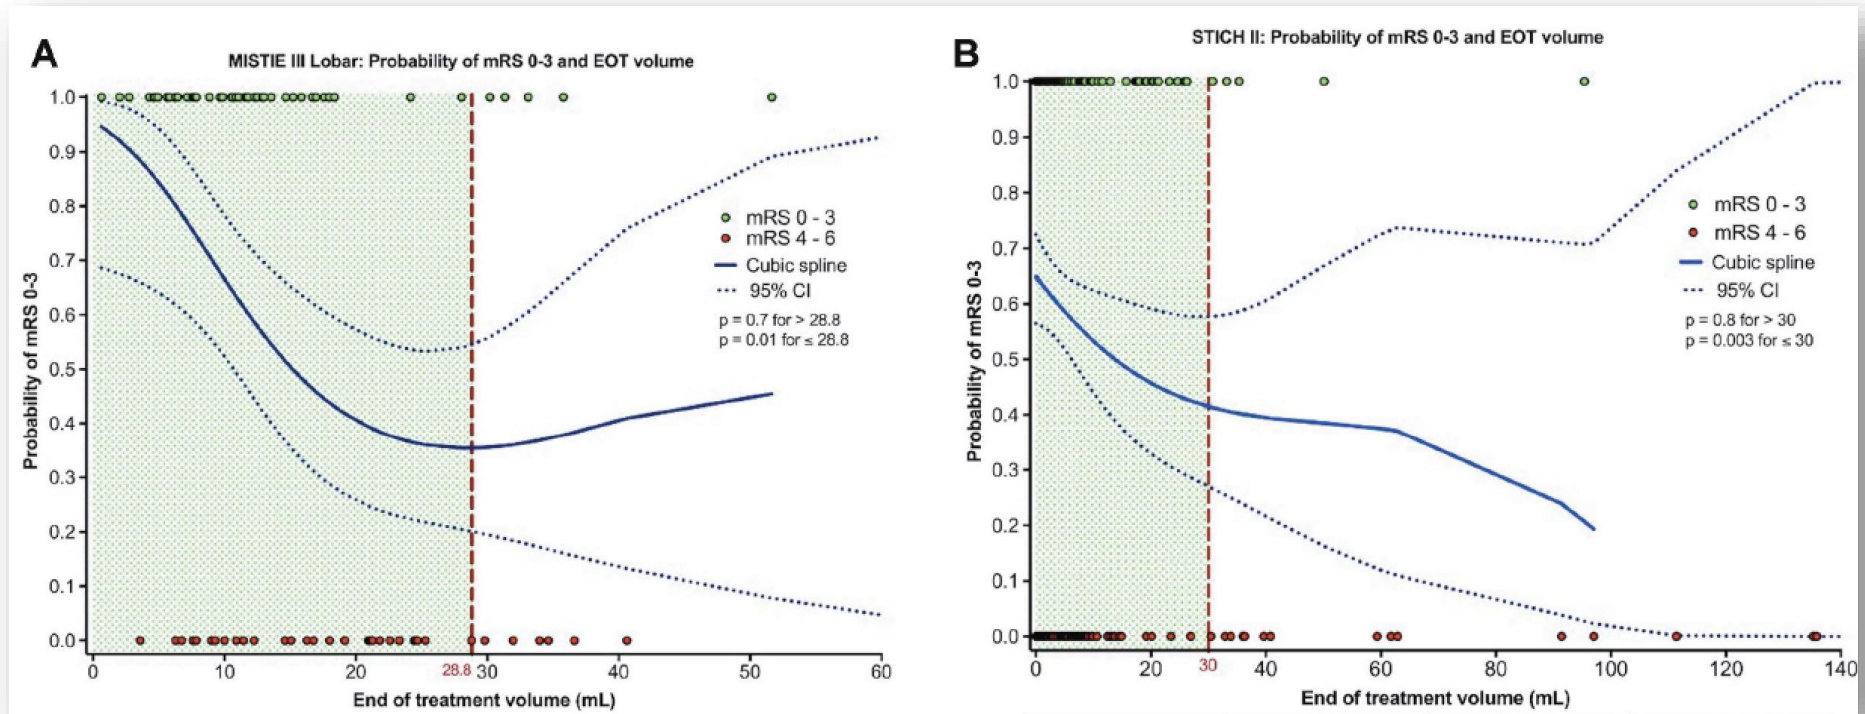 A
MISTIE III Lobar: Probability of mRS 0-3 and EOT volume
Probability of mRS 0-3
1.0
0.9
0.8
0.7
0.6
0.5
0.4
0.3
0.2
0.1
0.0
mRS 0 - 3
mRS 4 - 6
Cubic spline
95% CI
p = 0.7 for > 28.8
p = 0.01 for ≤ 28.8
0 10 20 28.8 30 40 50 60
End of treatment volume (mL)
B
STICH II: Probability of mRS 0-3 and EOT volume
Probability of mRS 0-3
1.0
0.9
0.8
0.7
0.6
0.5
0.4
0.3
0.2
0.1
0.0
mRS 0 - 3
mRS 4 - 6
Cubic spline
95% CI
p = 0.8 for > 30
p = 0.003 for ≤ 30
0 20 30 40 60 80 100 120 140
End of treatment volume (mL)